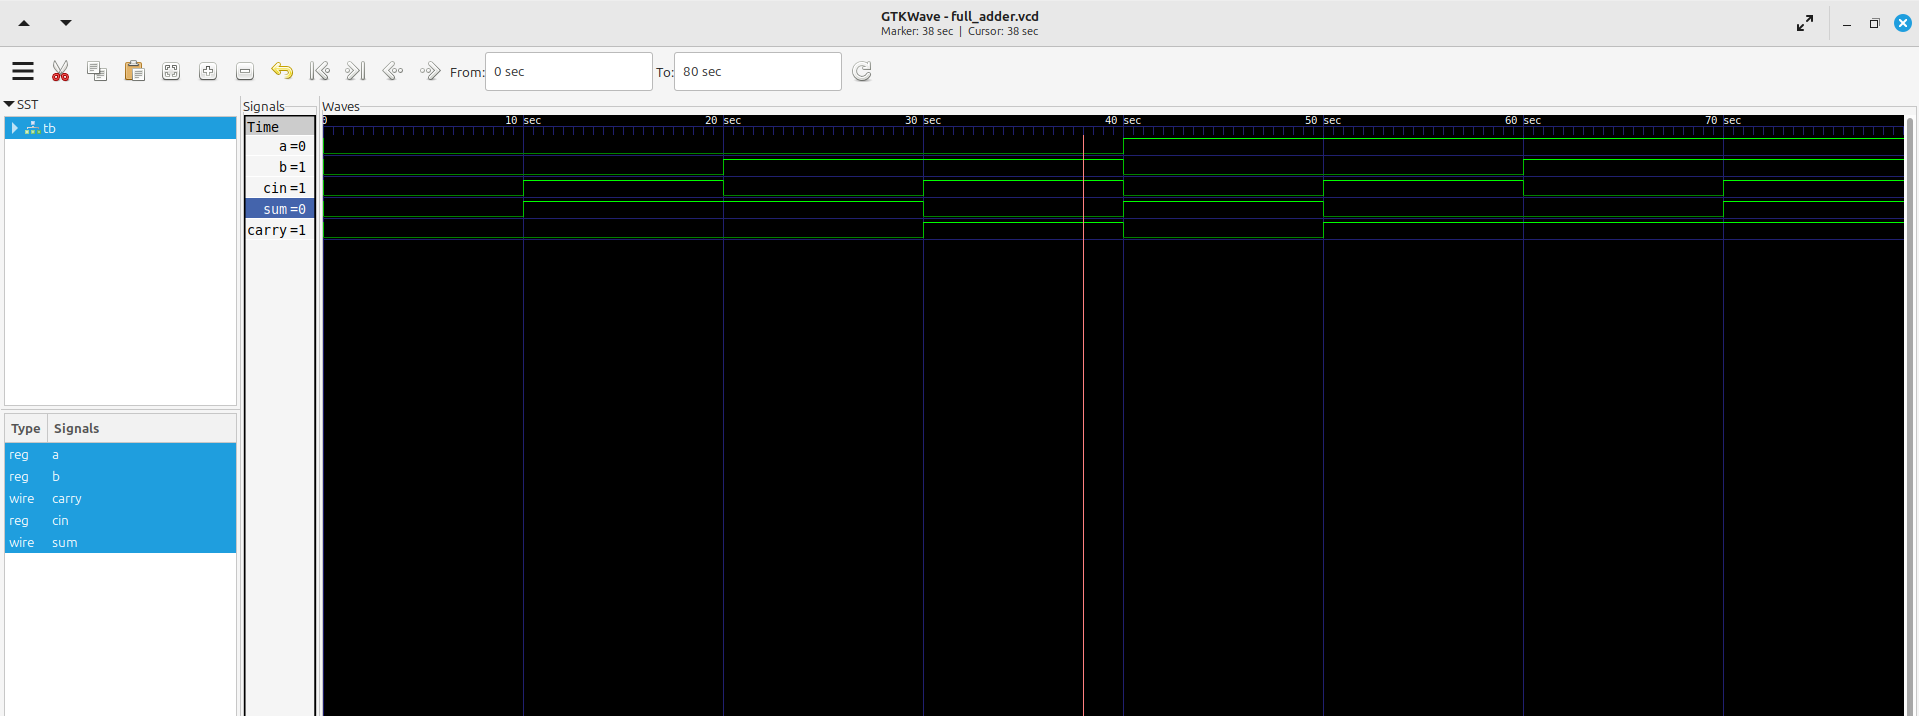 GTKWave - full_adder.vcd
Marker: 38 sec | Cursor: 38 sec
From: 0 sec To: 80 sec
SST
tb
Type Signals
reg a
reg b
wire carry
reg cin
wire sum
Signals
Time
a=0
b=1
cin=1
sum=0
carry=1
Waves
0 10 sec 20 sec 30 sec 40 sec 50 sec 60 sec 70 sec